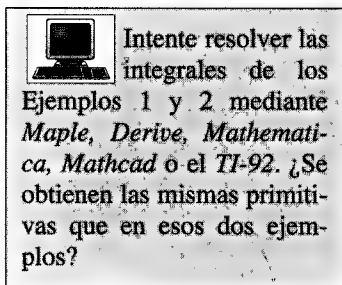 Intente resolver las
integrales de los
Ejemplos 1 y 2 mediante
Maple, Derive, Mathemati-
ca, Mathcad o el TI-92. ¿Se
obtienen las mismas primiti-
vas que en esos dos ejem-
plos?